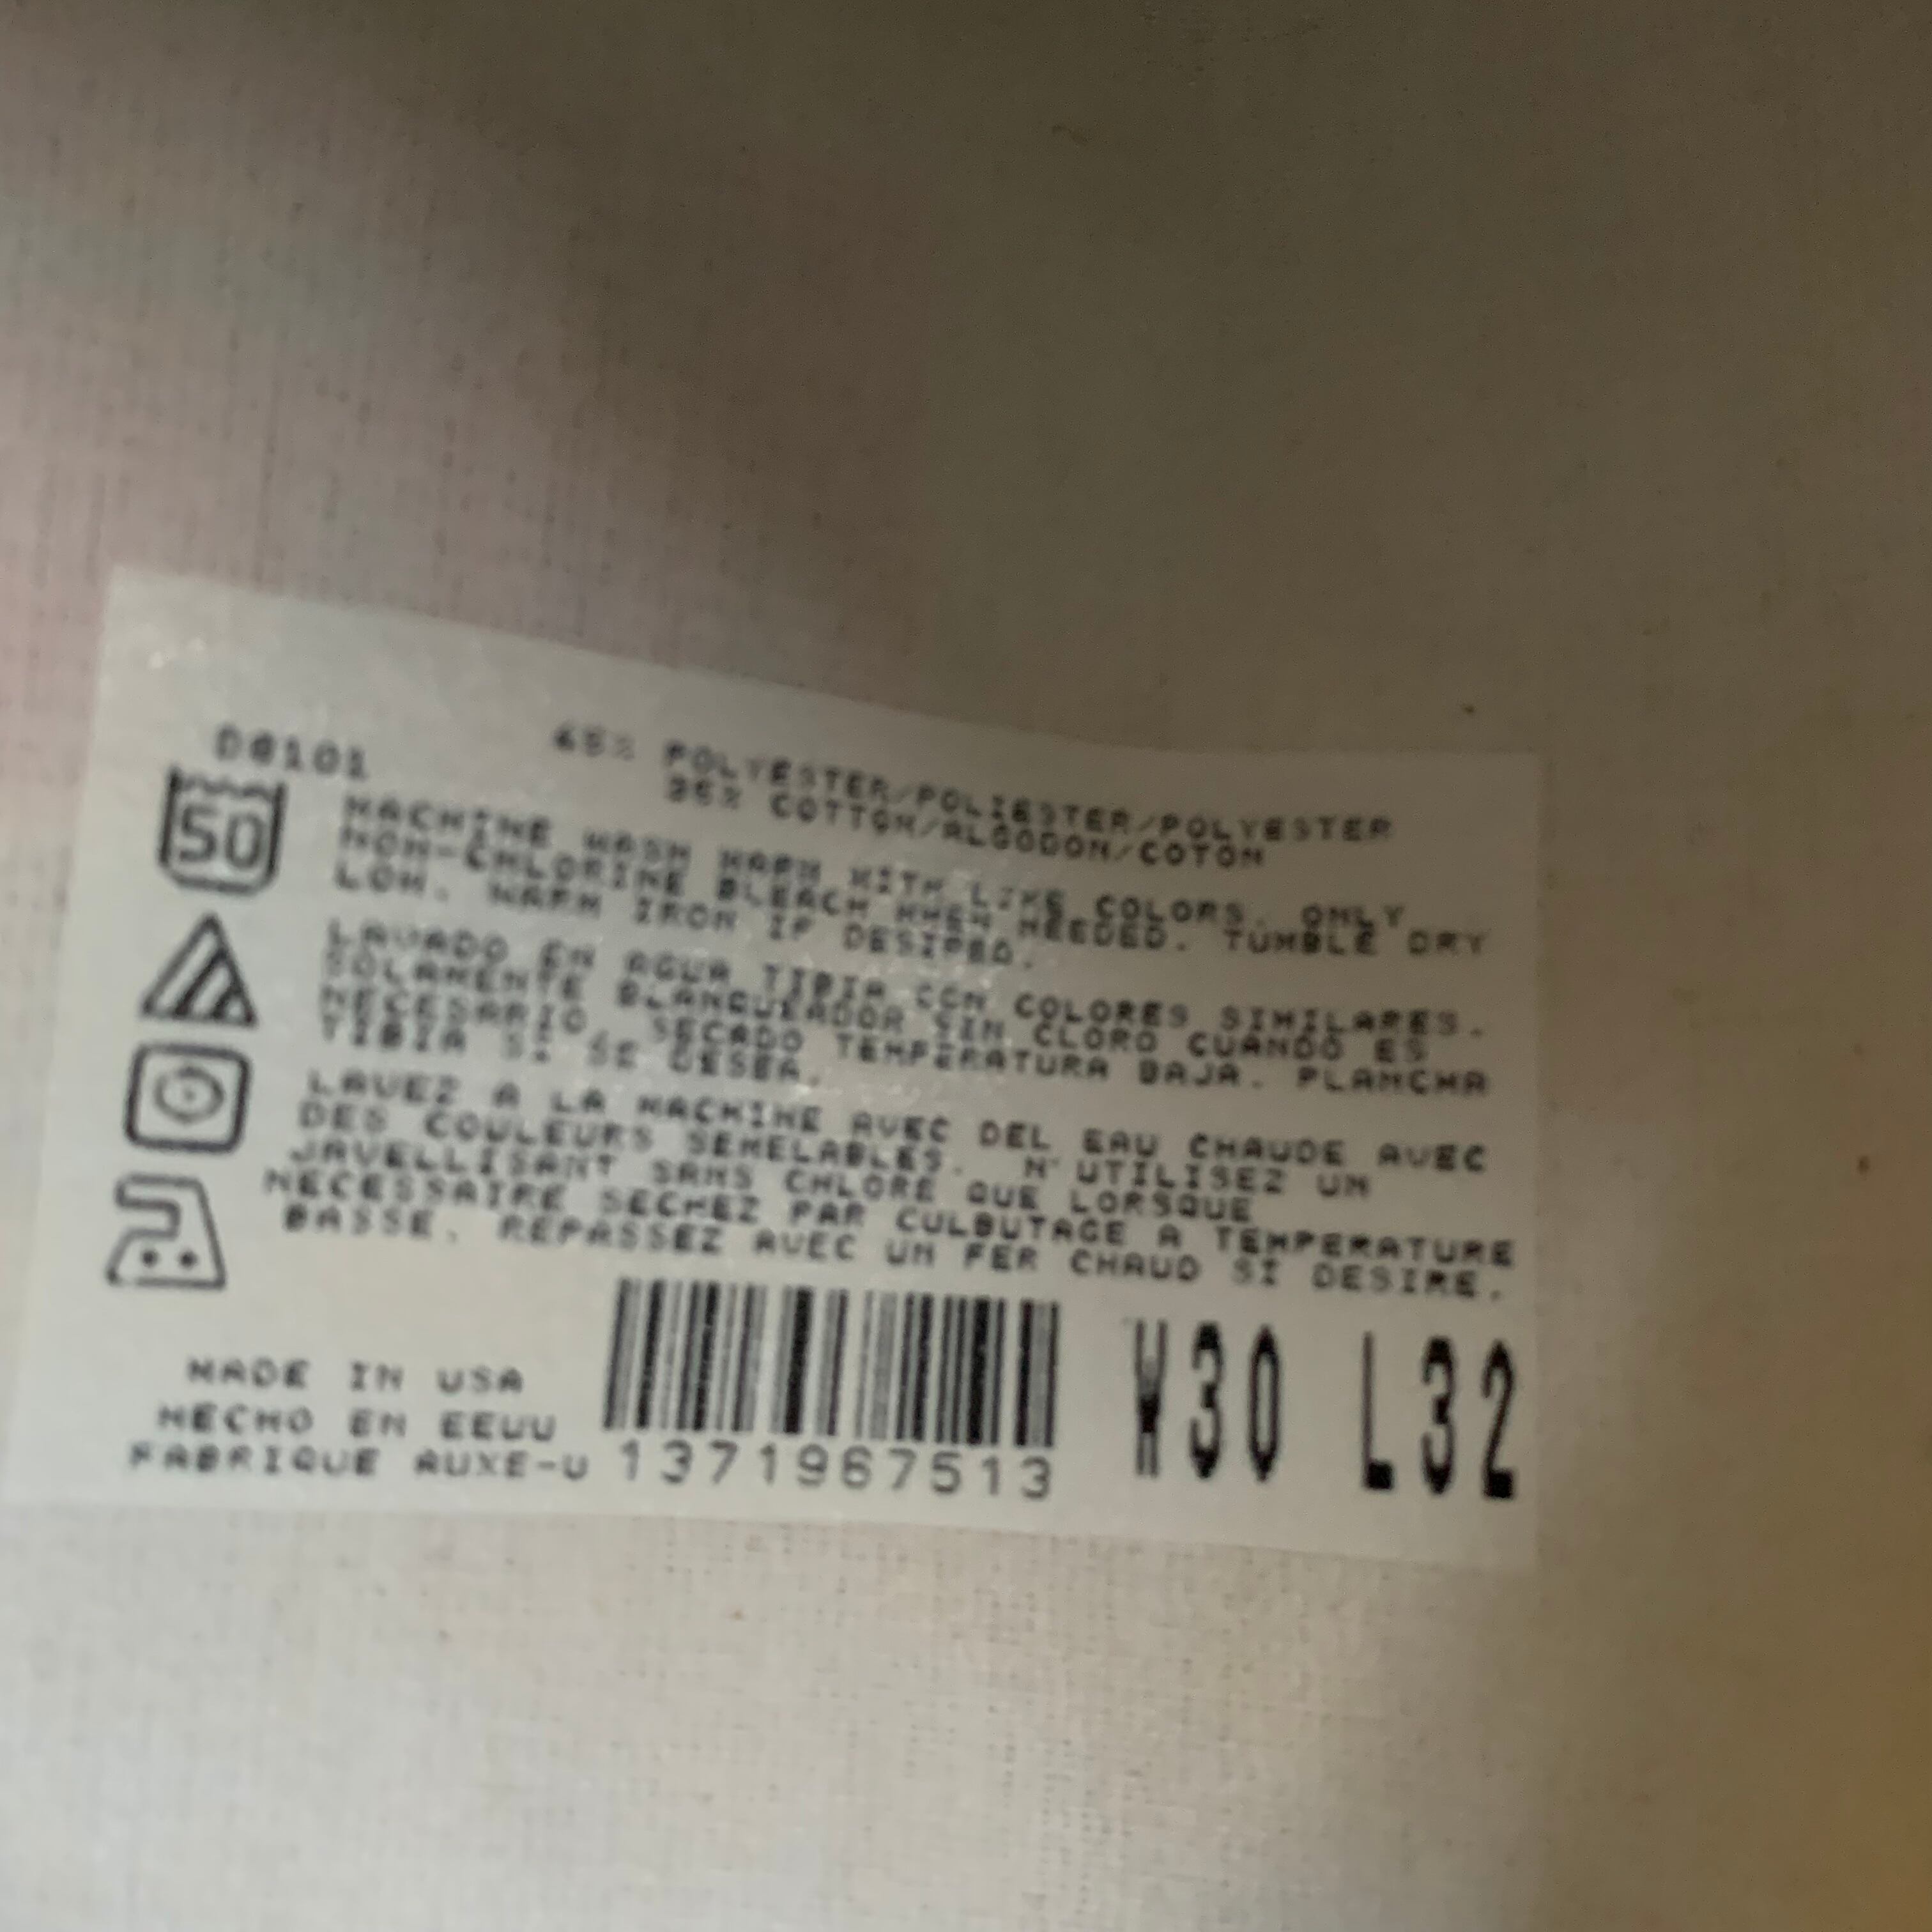 D0101
65% POLYESTER/POLIESTER/POLYESTER
35% COTTON/ALGODON/COTON
50
MACHINE WASH WARM WITH LIKE COLORS. ONLY
NON-CHLORINE BLEACH WHEN NEEDED. TUMBLE DRY
LOW. WARM IRON IF DESIRED.
LAVADO EN AGUA TIBIA CON COLORES SIMILARES.
SOLAMENTE BLANQUEADOR SIN CLORO CUANDO ES
NECESARIO. SECADO TEMPERATURA BAJA. PLANCHA
TIBIA SI SE DESEA.
LAVEZ A LA MACHINE AVEC DEL EAU CHAUDE AVEC
DES COULEURS SEMELABLES. N'UTILISEZ UN
JAVELLISANT SANS CHLORE QUE LORSQUE
NECESSAIRE SECHEZ PAR CULBUTAGE A TEMPERATURE
BASSE. REPASSEZ AVEC UN FER CHAUD SI DESIRE.
MADE IN USA
HECHO EN EEUU
FABRIQUE AUXE-U
1371967513
W30 L32